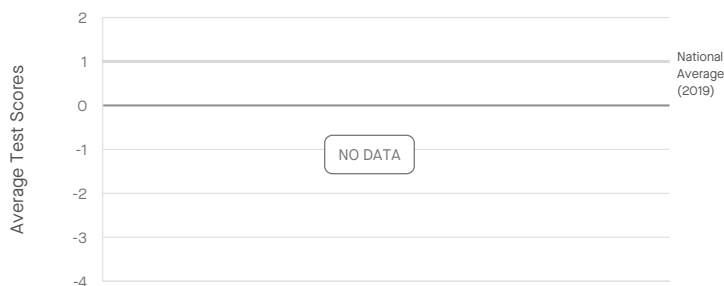 Average Test Scores
2
1
0
-1
-2
-3
-4
National
Average
(2019)
NO DATA